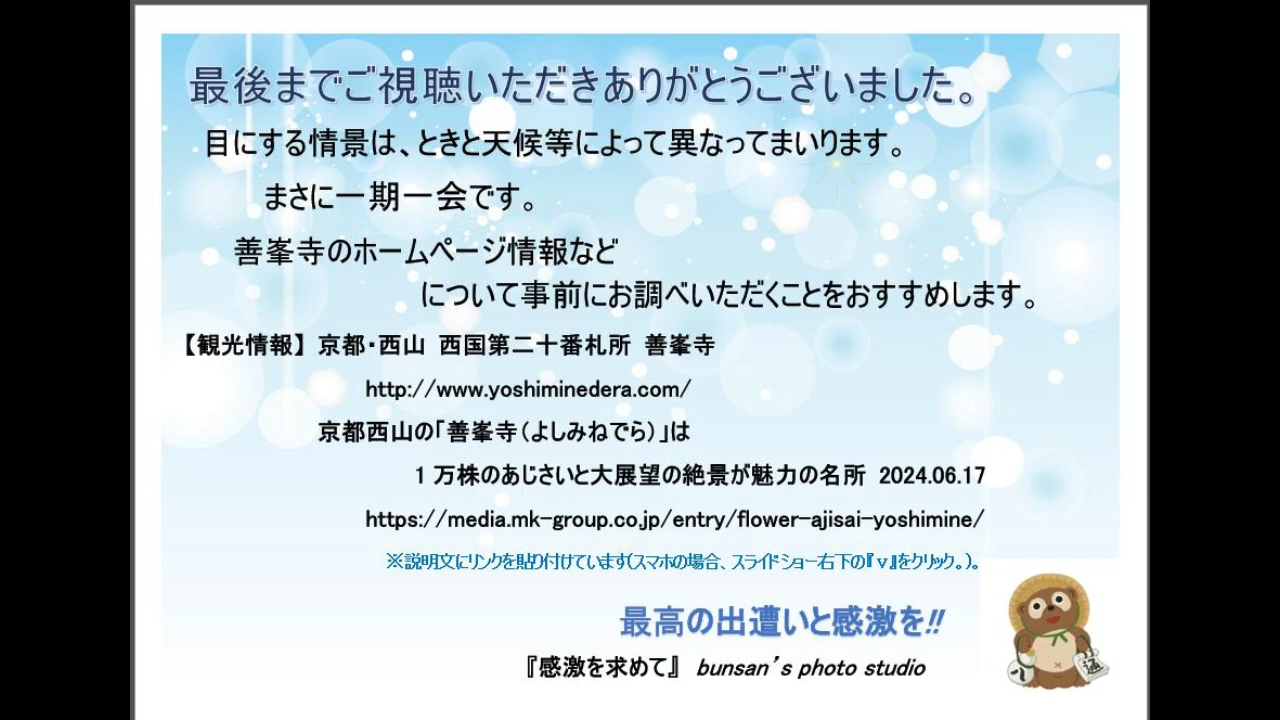 最後までご視聴いただきありがとうございました。
目にする情景は、ときと天候等によって異なってまいります。
まさに一期一会です。
善峯寺のホームページ情報など
について事前にお調べいただくことをおすすめします。
【観光情報】 京都・西山 西国第二十番札所 善峯寺
http://www.yoshiminedera.com/
京都西山の「善峯寺(よしみねでら)」は
1万株のあじさいと大展望の絶景が魅力の名所 2024.06.17
https://media.mk-group.co.jp/entry/flower-ajisai-yoshimine/
※説明文にリンクを貼り付けています(スマホの場合、スライドショー右下の『v』をクリック。)。
最高の出遭いと感激を!!
『感激を求めて』 bunsan's photo studio
八
通